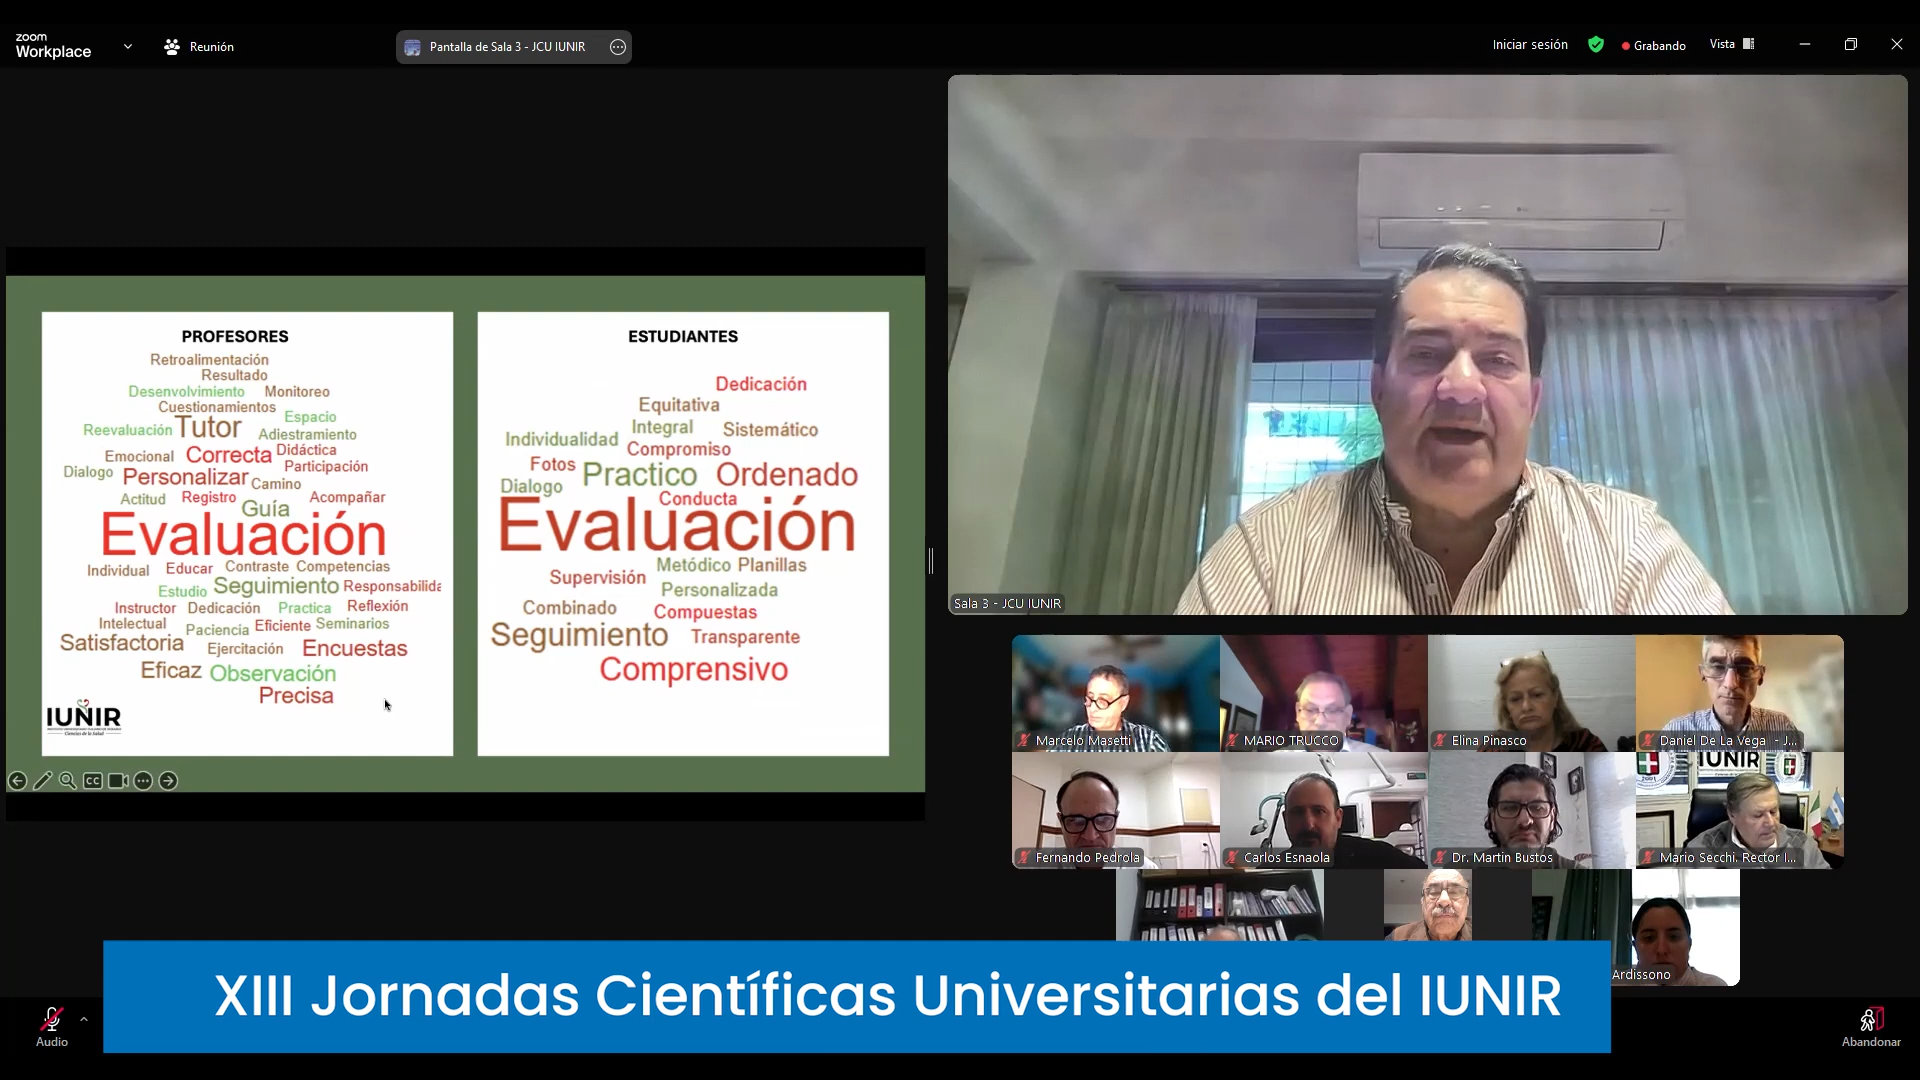 zoom
Workplace
Reunión
Pantalla de Sala 3 - JCU IUNIR
Iniciar sesión
Grabando
Vista
PROFESORES
Retroalimentación
Resultado
Desenvolvimiento Monitoreo
Cuestionamientos
Espacio
Reevaluación Tutor Adiestramiento
Emocional Correcta Didáctica
Dialogo Personalizar Participación
Camino
Actitud Registro Acompañar
Guía
Evaluación
Individual Educar Contraste Competencias
Estudio Seguimiento Responsabilida
Instructor Dedicación Practica Reflexión
Intelectual Paciencia Eficiente Seminarios
Satisfactoria Ejercitación Encuestas
Eficaz Observación
Precisa
IUNIR
Ciencias de la Salud
ESTUDIANTES
Dedicación
Equitativa
Integral Sistemático
Individualidad Compromiso
Fotos Practico Ordenado
Dialogo Conducta
Evaluación
Metódico Planillas
Supervisión Personalizada
Combinado Compuestas
Seguimiento Transparente
Comprensivo
CC
Sala 3 - JCU IUNIR
Marcelo Masetti
MARIO TRUCCO
Elina Pinasco
Daniel De La Vega - J...
Fernando Pedrola
Carlos Esnaola
Dr. Martin Bustos
IUNIR
Mario Secchi. Rector I...
Ardissono
XIII Jornadas Científicas Universitarias del IUNIR
Audio
Abandonar